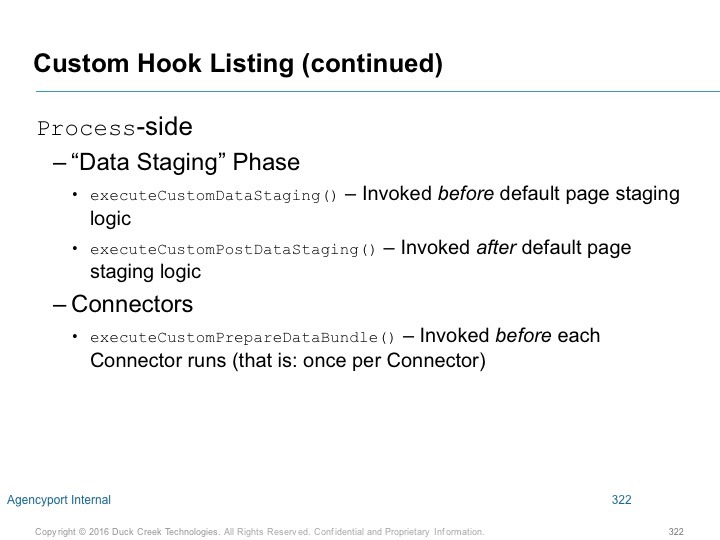 Custom Hook Listing (continued)
Process-side
– “Data Staging” Phase
• executeCustomDataStaging() – Invoked before default page staging
logic
• executeCustomPostDataStaging() – Invoked after default page
staging logic
– Connectors
• executeCustomPrepareDataBundle() – Invoked before each
Connector runs (that is: once per Connector)
Agencyport Internal 322
Copyright © 2016 Duck Creek Technologies. All Rights Reserved. Confidential and Proprietary Information. 322